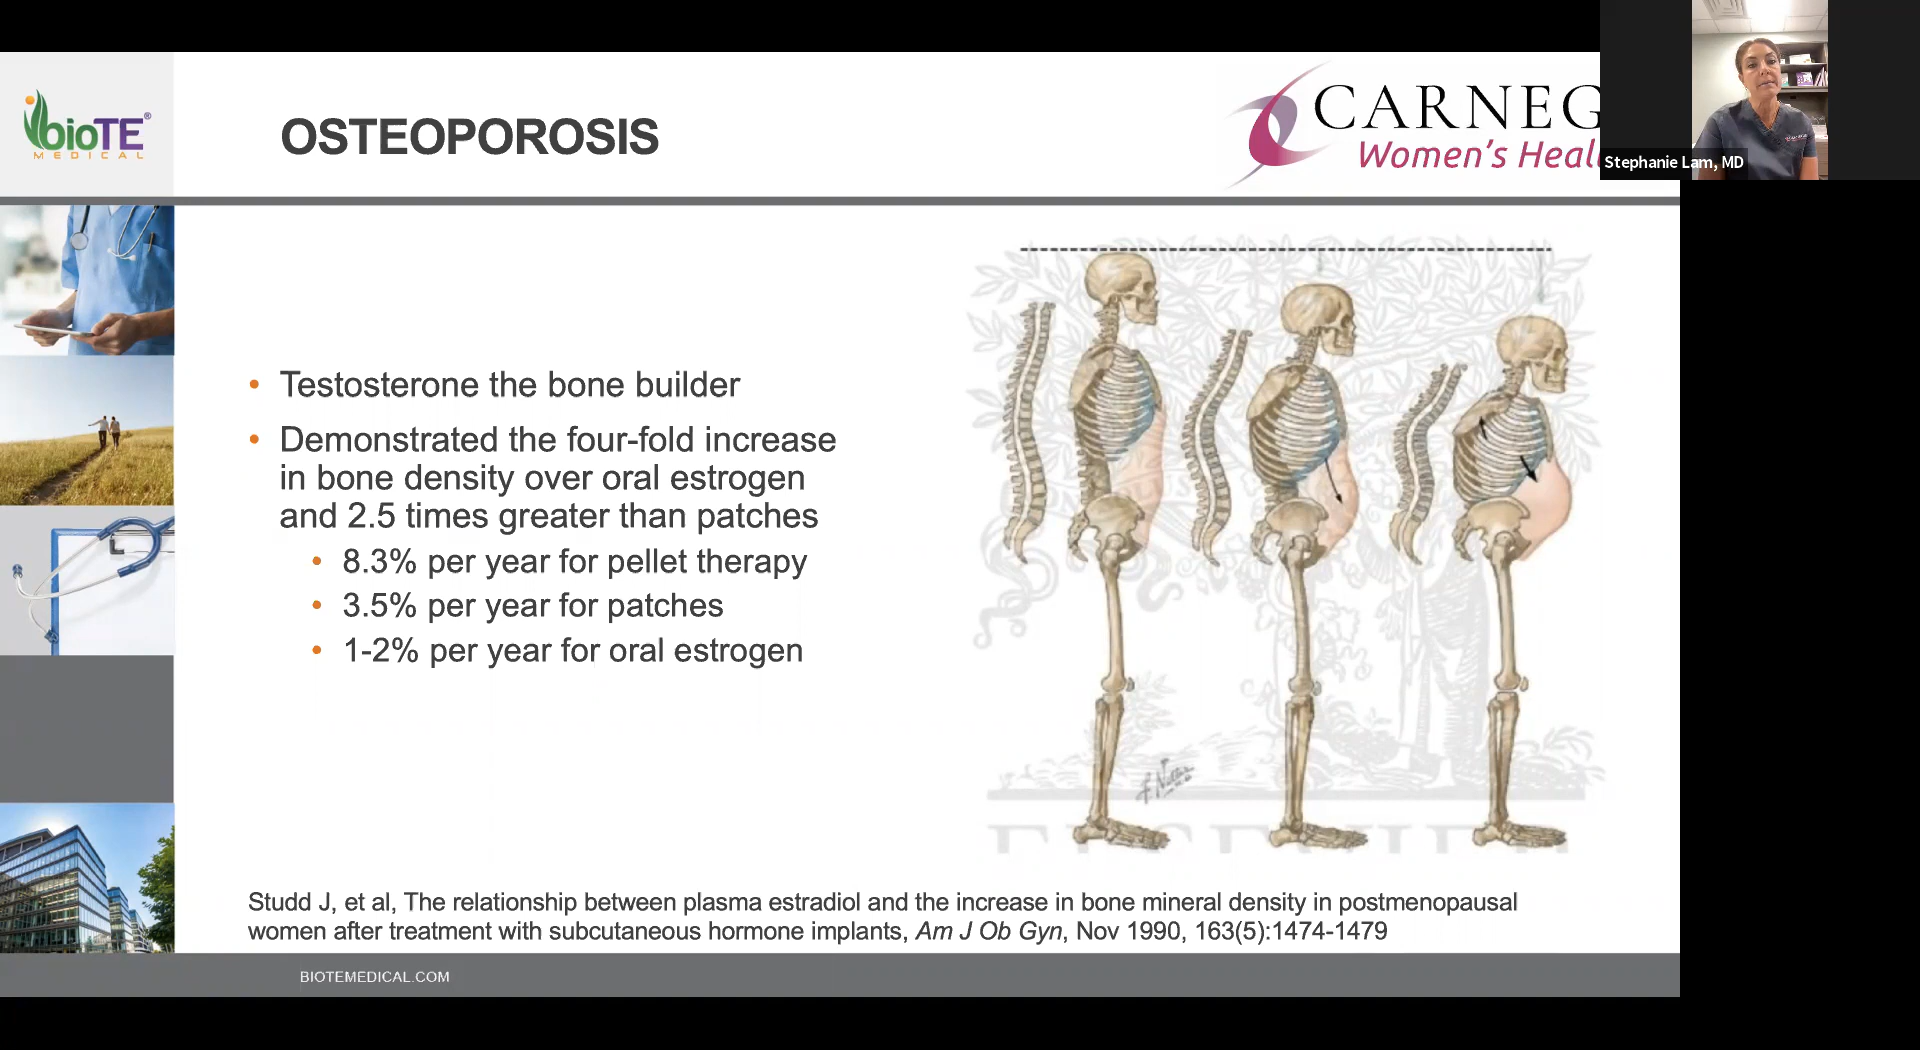 bioTE®
MEDICAL
OSTEOPOROSIS
CARNEG
Women's Heal
Stephanie Lam, MD
• Testosterone the bone builder
• Demonstrated the four-fold increase
in bone density over oral estrogen
and 2.5 times greater than patches
• 8.3% per year for pellet therapy
• 3.5% per year for patches
• 1-2% per year for oral estrogen
Studd J, et al, The relationship between plasma estradiol and the increase in bone mineral density in postmenopausal
women after treatment with subcutaneous hormone implants, Am J Ob Gyn, Nov 1990, 163(5):1474-1479
BIOTEMEDICAL.COM